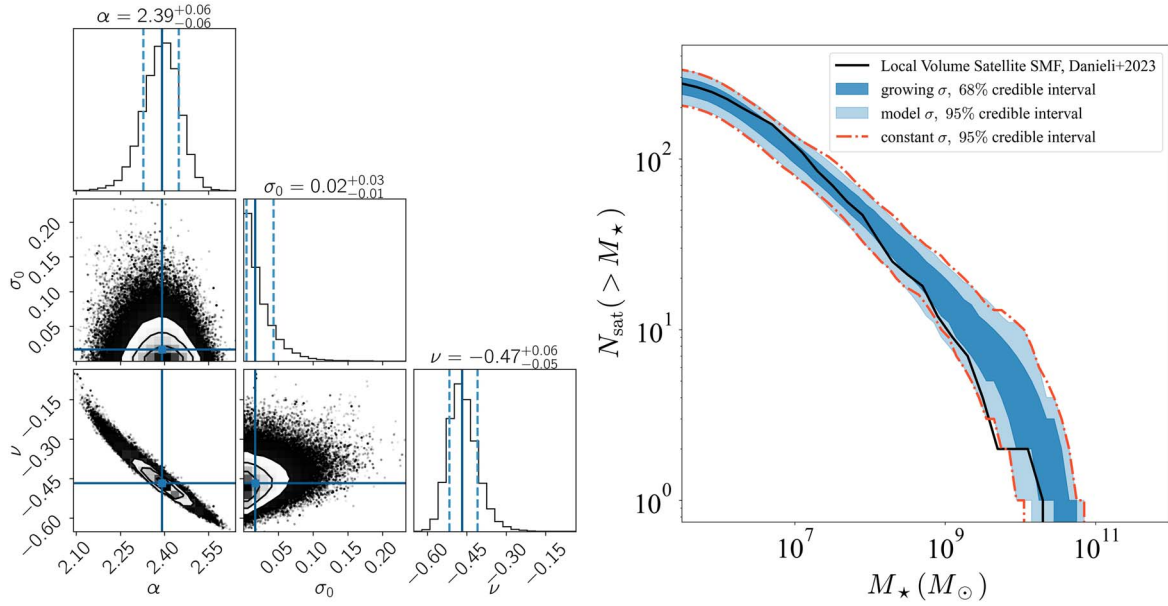 α = 2.39^{+0.06}_{-0.06}
σ₀ = 0.02^{+0.03}_{-0.01}
ν = −0.47^{+0.06}_{-0.05}
σ₀
0.20
0.15
0.10
0.05
ν
−0.15
−0.30
−0.45
−0.60
2.10
2.25
2.40
2.55
α
0.05
0.10
0.15
0.20
σ₀
−0.60
−0.45
−0.30
−0.15
ν
Local Volume Satellite SMF, Danieli+2023
growing σ, 68% credible interval
model σ, 95% credible interval
constant σ, 95% credible interval
N_sat(> M⋆)
10²
10¹
10⁰
10⁷
10⁹
10¹¹
M⋆(M⊙)